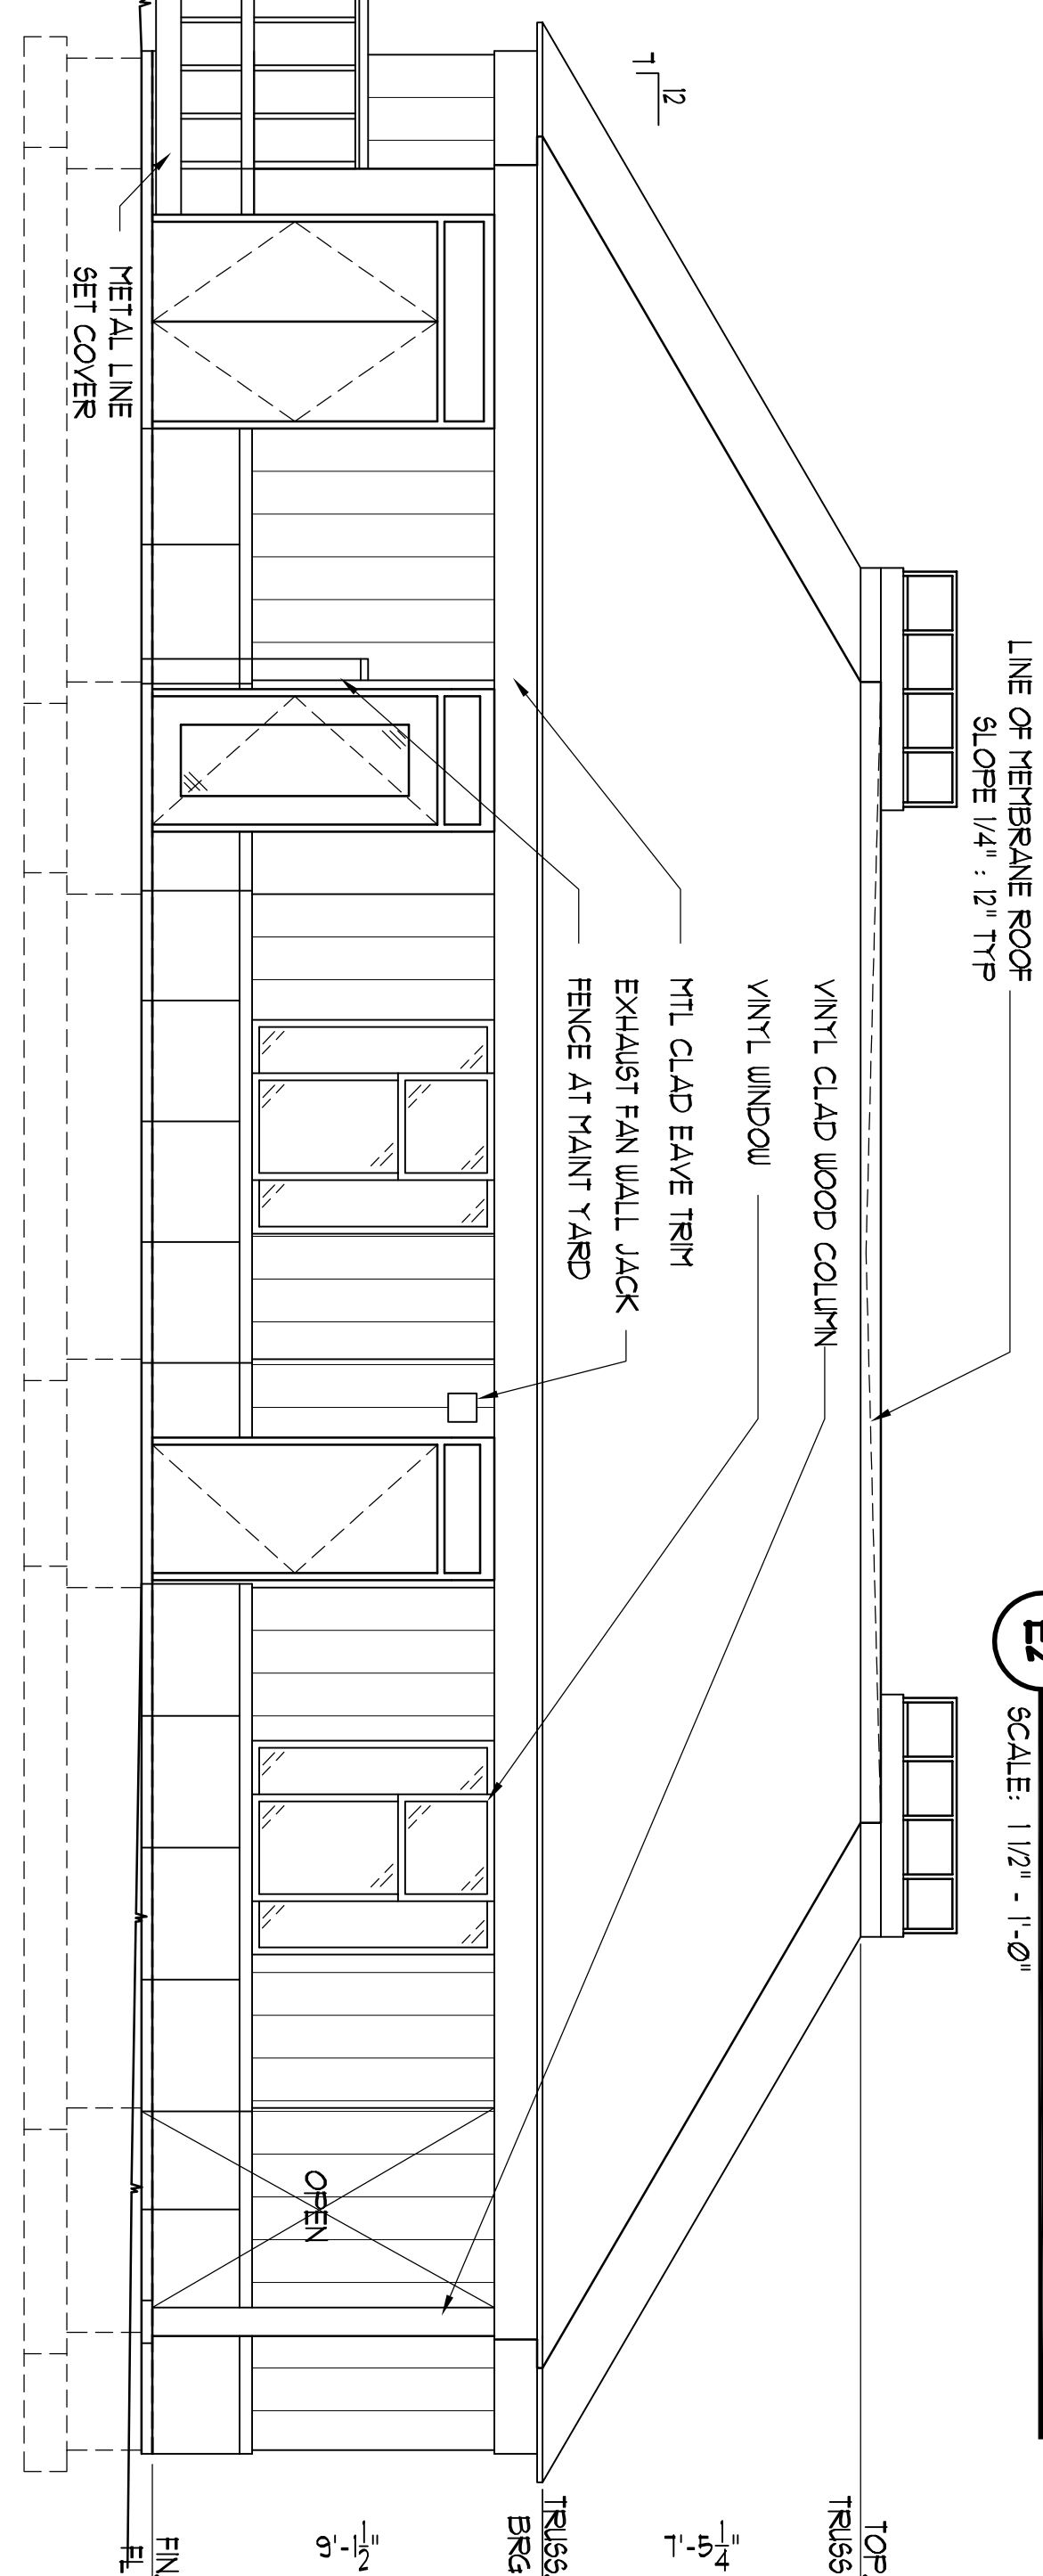 E2
SCALE: 1 1/2" - 1'-0"
LINE OF MEMBRANE ROOF
SLOPE 1/4" : 12" TYP
12
7
VINYL CLAD WOOD COLUMN
VINYL WINDOW
MTL CLAD EAVE TRIM
EXHAUST FAN WALL JACK
FENCE AT MAINT YARD
TOP.
TRUSS
7'-5 1/4"
TRUSS
BRG.
9'-1 1/2"
OPEN
FIN.
FL
METAL LINE
SET COVER